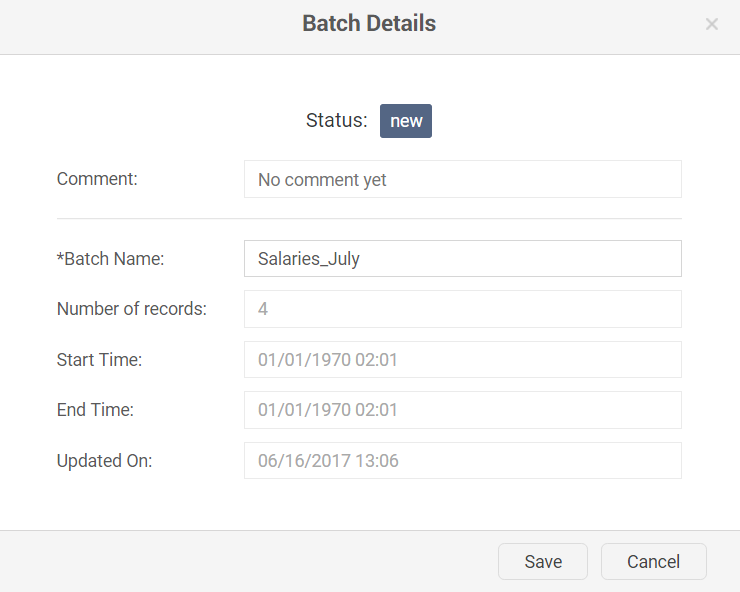 Batch Details ×
Status: new
Comment: No comment yet
*Batch Name: Salaries_July
Number of records: 4
Start Time: 01/01/1970 02:01
End Time: 01/01/1970 02:01
Updated On: 06/16/2017 13:06
Save Cancel